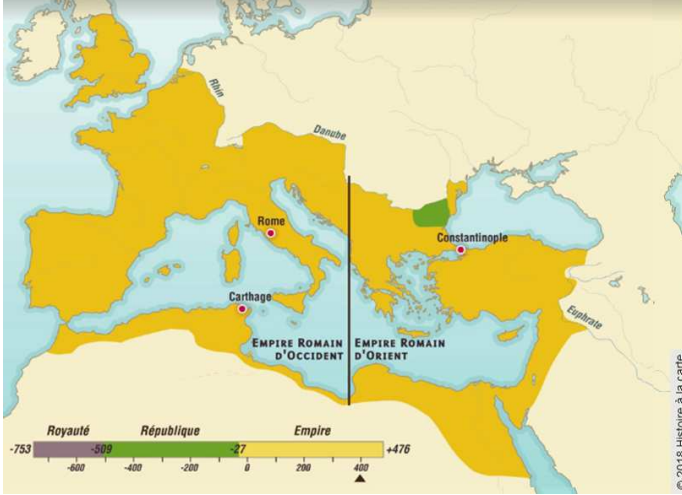 Rhin
Danube
Rome
Constantinople
Carthage
Euphrate
EMPIRE ROMAIN
D'OCCIDENT
EMPIRE ROMAIN
D'ORIENT
Royauté République Empire
-753 -509 -27 +476
-600 -400 -200 0 200 400
© 2018 Histoire à la carte